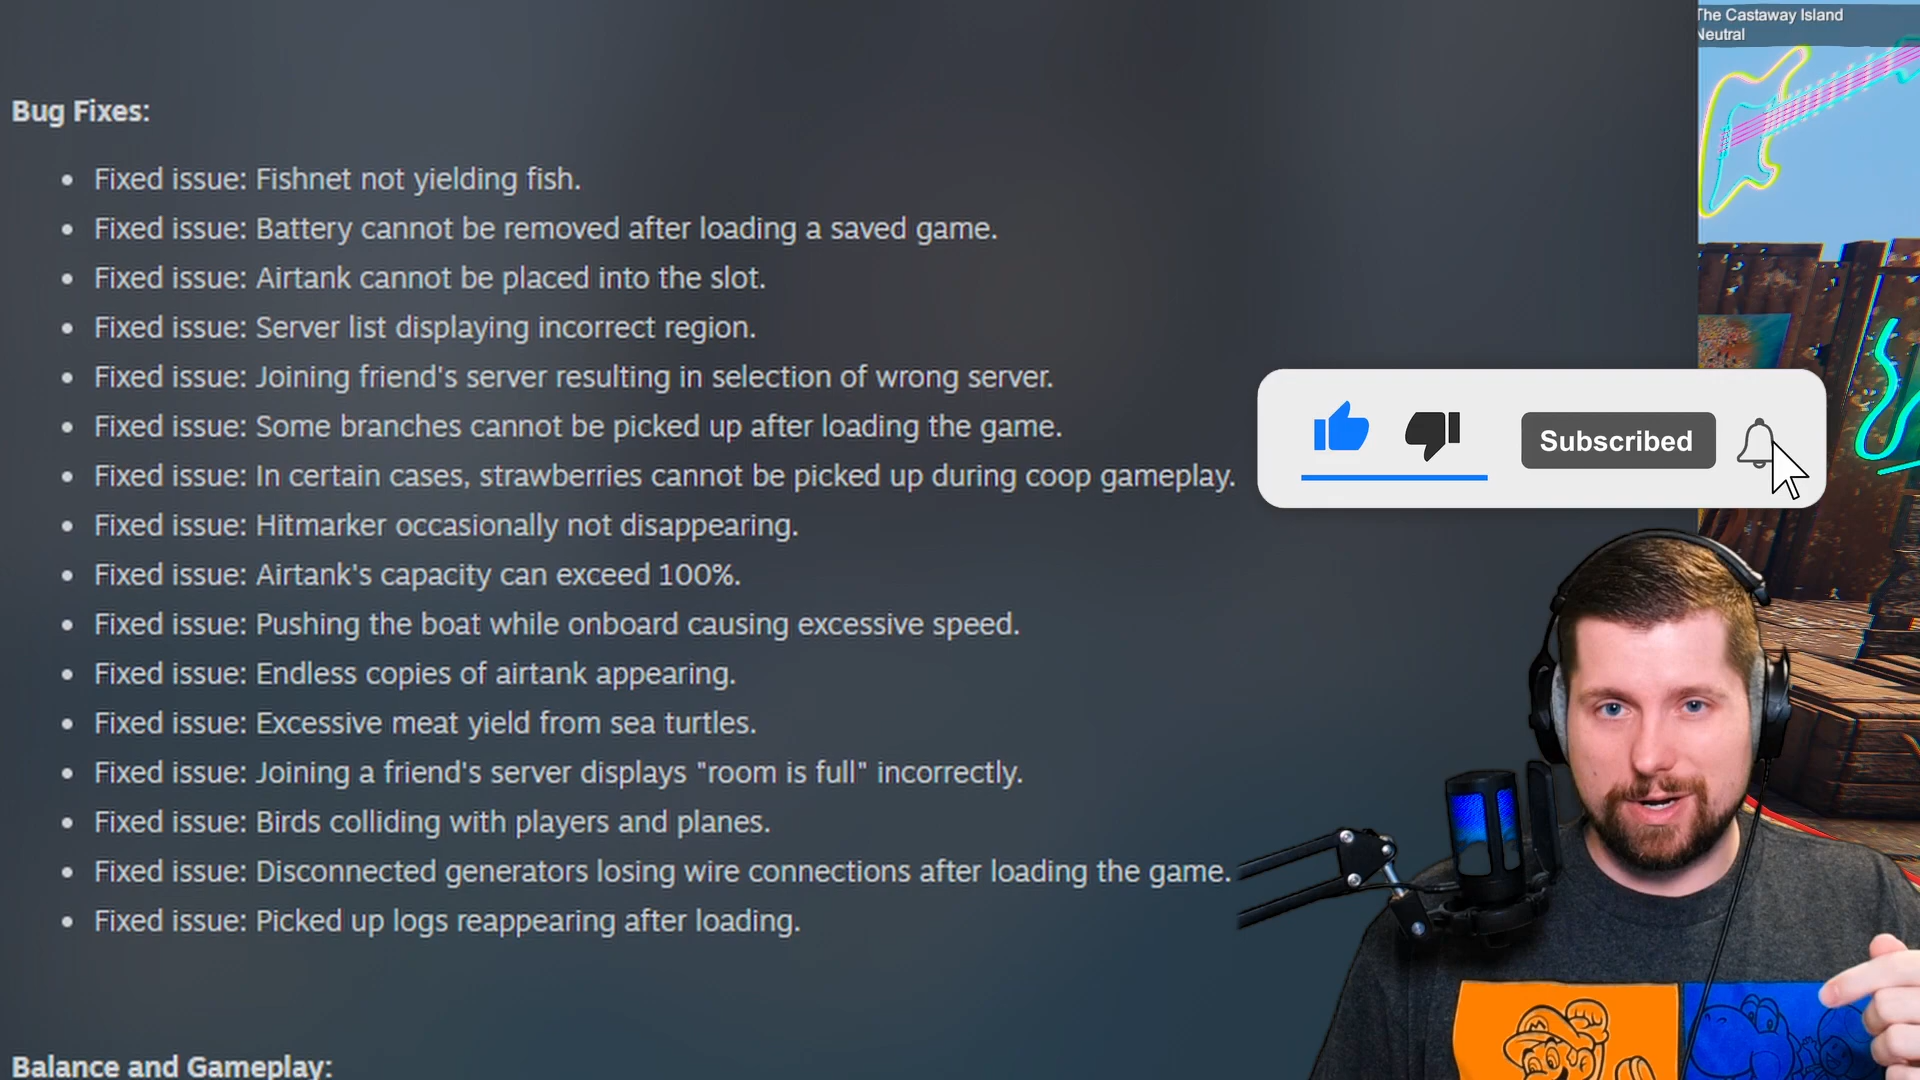 The Castaway Island
Neutral
Bug Fixes:
Fixed issue: Fishnet not yielding fish.
Fixed issue: Battery cannot be removed after loading a saved game.
Fixed issue: Airtank cannot be placed into the slot.
Fixed issue: Server list displaying incorrect region.
Fixed issue: Joining friend's server resulting in selection of wrong server.
Fixed issue: Some branches cannot be picked up after loading the game.
Fixed issue: In certain cases, strawberries cannot be picked up during coop gameplay.
Fixed issue: Hitmarker occasionally not disappearing.
Fixed issue: Airtank's capacity can exceed 100%.
Fixed issue: Pushing the boat while onboard causing excessive speed.
Fixed issue: Endless copies of airtank appearing.
Fixed issue: Excessive meat yield from sea turtles.
Fixed issue: Joining a friend's server displays "room is full" incorrectly.
Fixed issue: Birds colliding with players and planes.
Fixed issue: Disconnected generators losing wire connections after loading the game.
Fixed issue: Picked up logs reappearing after loading.
Balance and Gameplay:
Subscribed
M